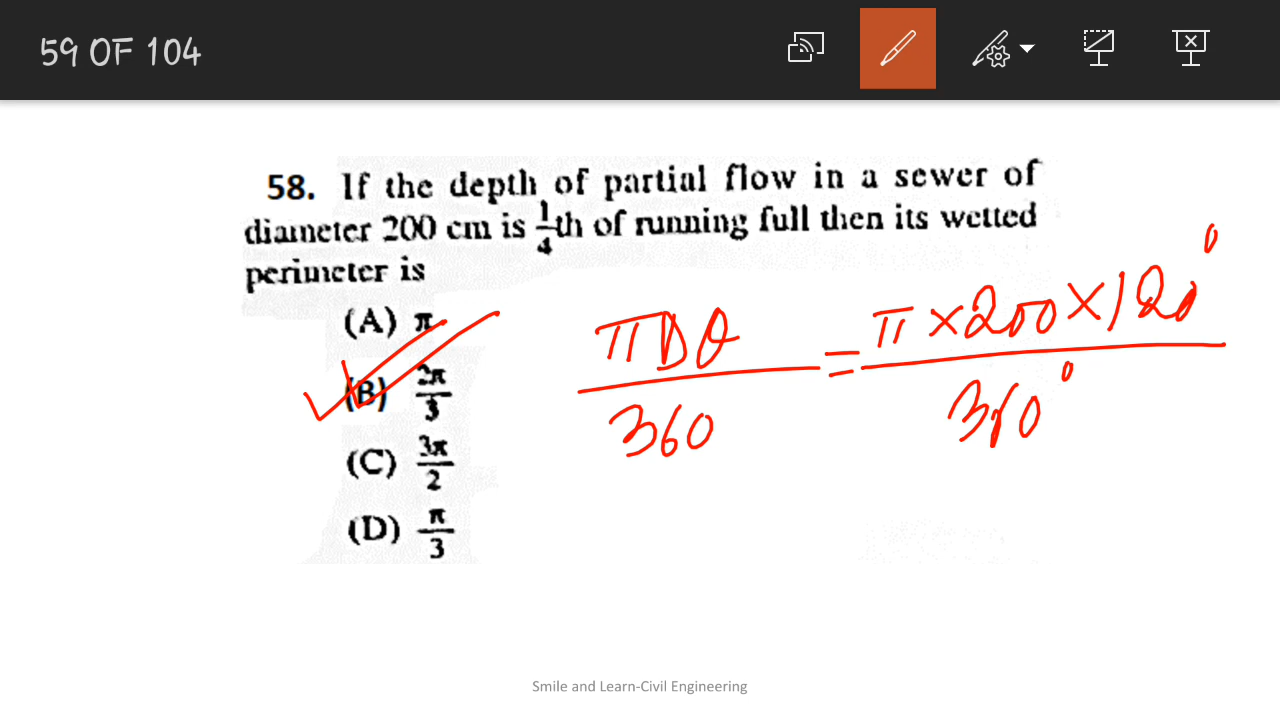 59 OF 104
58. If the depth of partial flow in a sewer of
diameter 200 cm is 1/4th of running full then its wetted
perimeter is
(A) π
(B) 2π/3
(C) 3π/2
(D) π/3
πDθ/360 = π×200×120°/360°
Smile and Learn-Civil Engineering